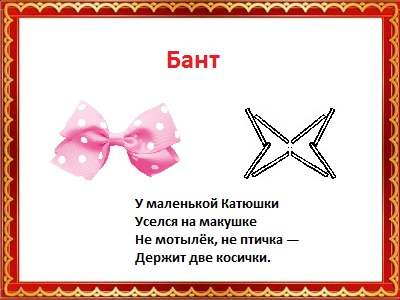 Бант
У маленькой Катюшки
Уселся на макушке
Не мотылёк, не птичка —
Держит две косички.